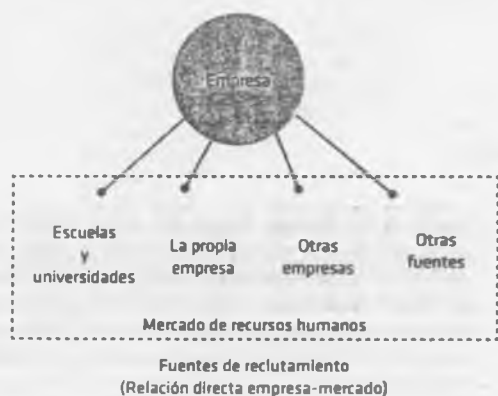 Empresa
Escuelas
y
universidades
La propia
empresa
Otras
empresas
Otras
fuentes
Mercado de recursos humanos
Fuentes de reclutamiento
(Relación directa empresa-mercado)